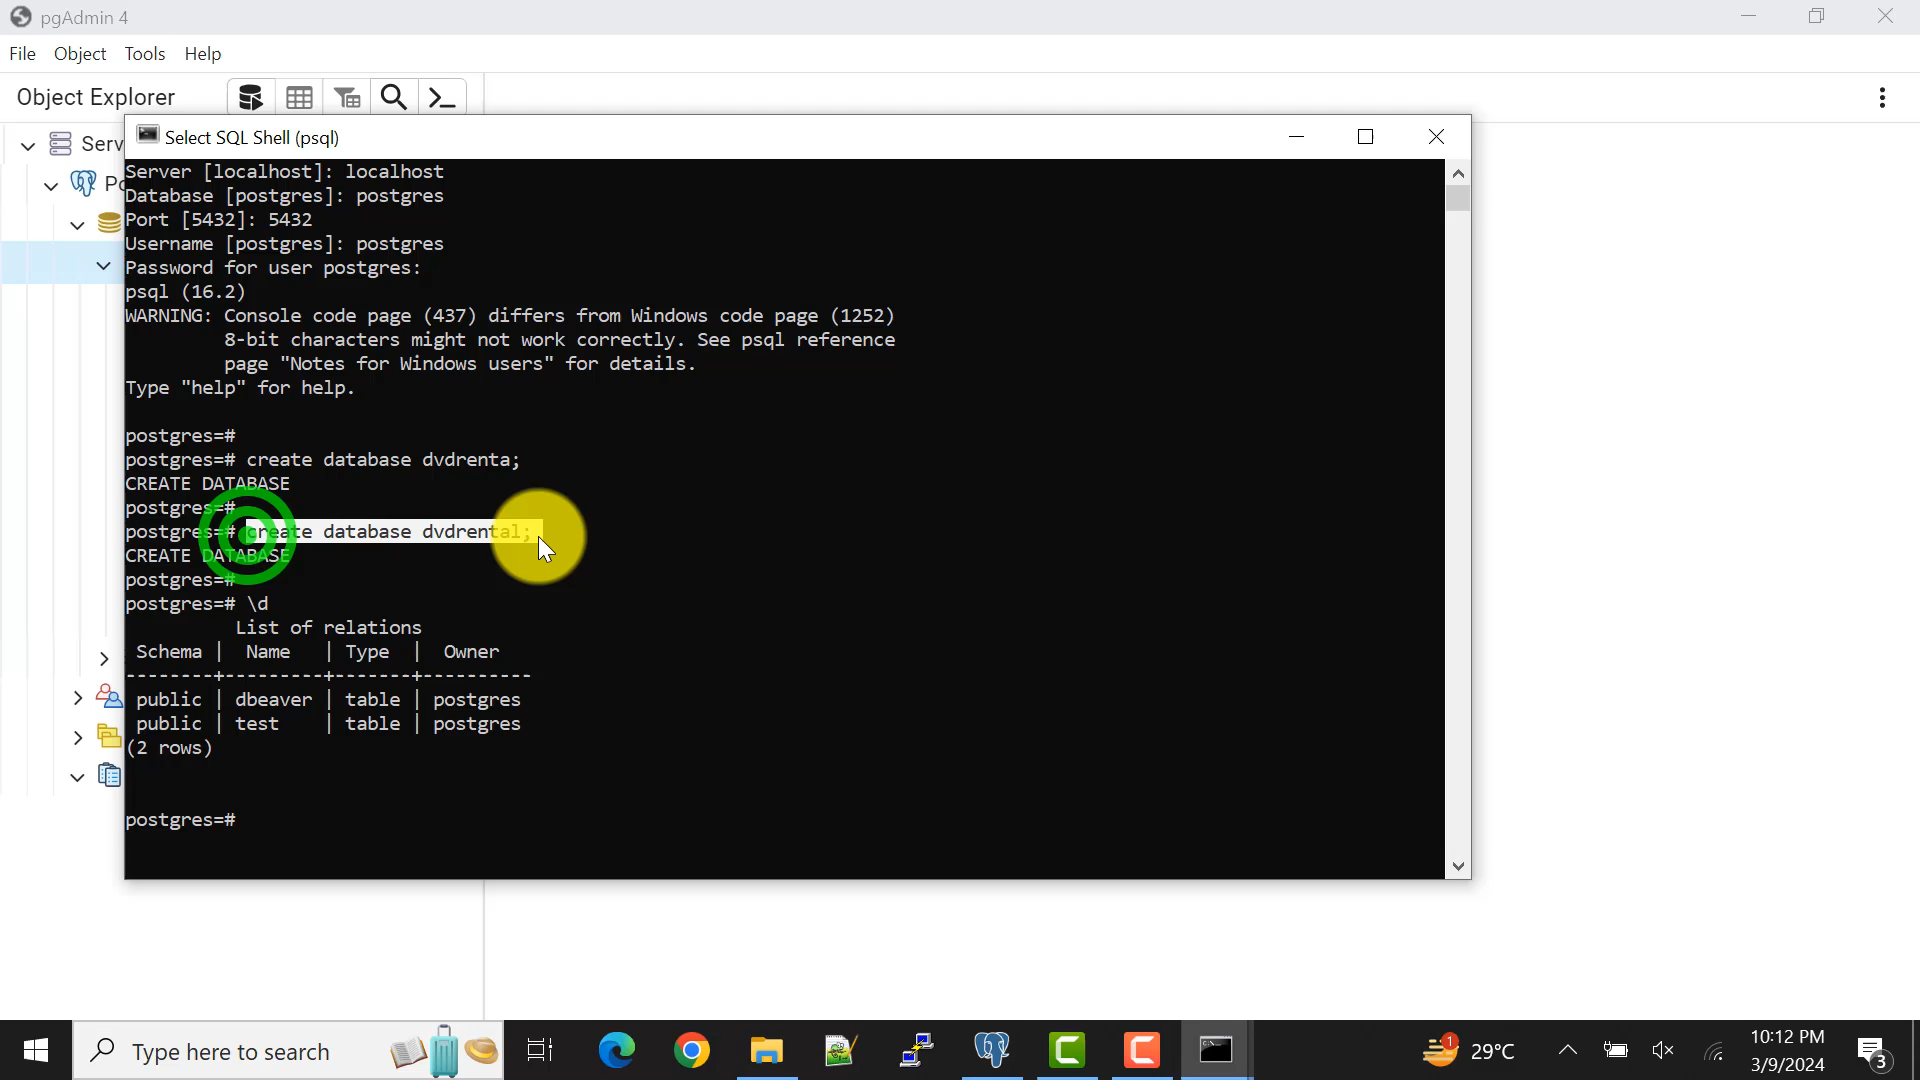 pgAdmin 4
File Object Tools Help
Object Explorer
Serv
Po
Select SQL Shell (psql)
Server [localhost]: localhost
Database [postgres]: postgres
Port [5432]: 5432
Username [postgres]: postgres
Password for user postgres:
psql (16.2)
WARNING: Console code page (437) differs from Windows code page (1252)
8-bit characters might not work correctly. See psql reference
page "Notes for Windows users" for details.
Type "help" for help.
postgres=#
postgres=# create database dvdrenta;
CREATE DATABASE
postgres=#
postgres=# create database dvdrental;
CREATE DATABASE
postgres=#
postgres=# \d
List of relations
Schema | Name | Type | Owner
--------+---------+-------+----------
public | dbeaver | table | postgres
public | test | table | postgres
(2 rows)
postgres=#
Type here to search
1
29°C
10:12 PM
3/9/2024
3